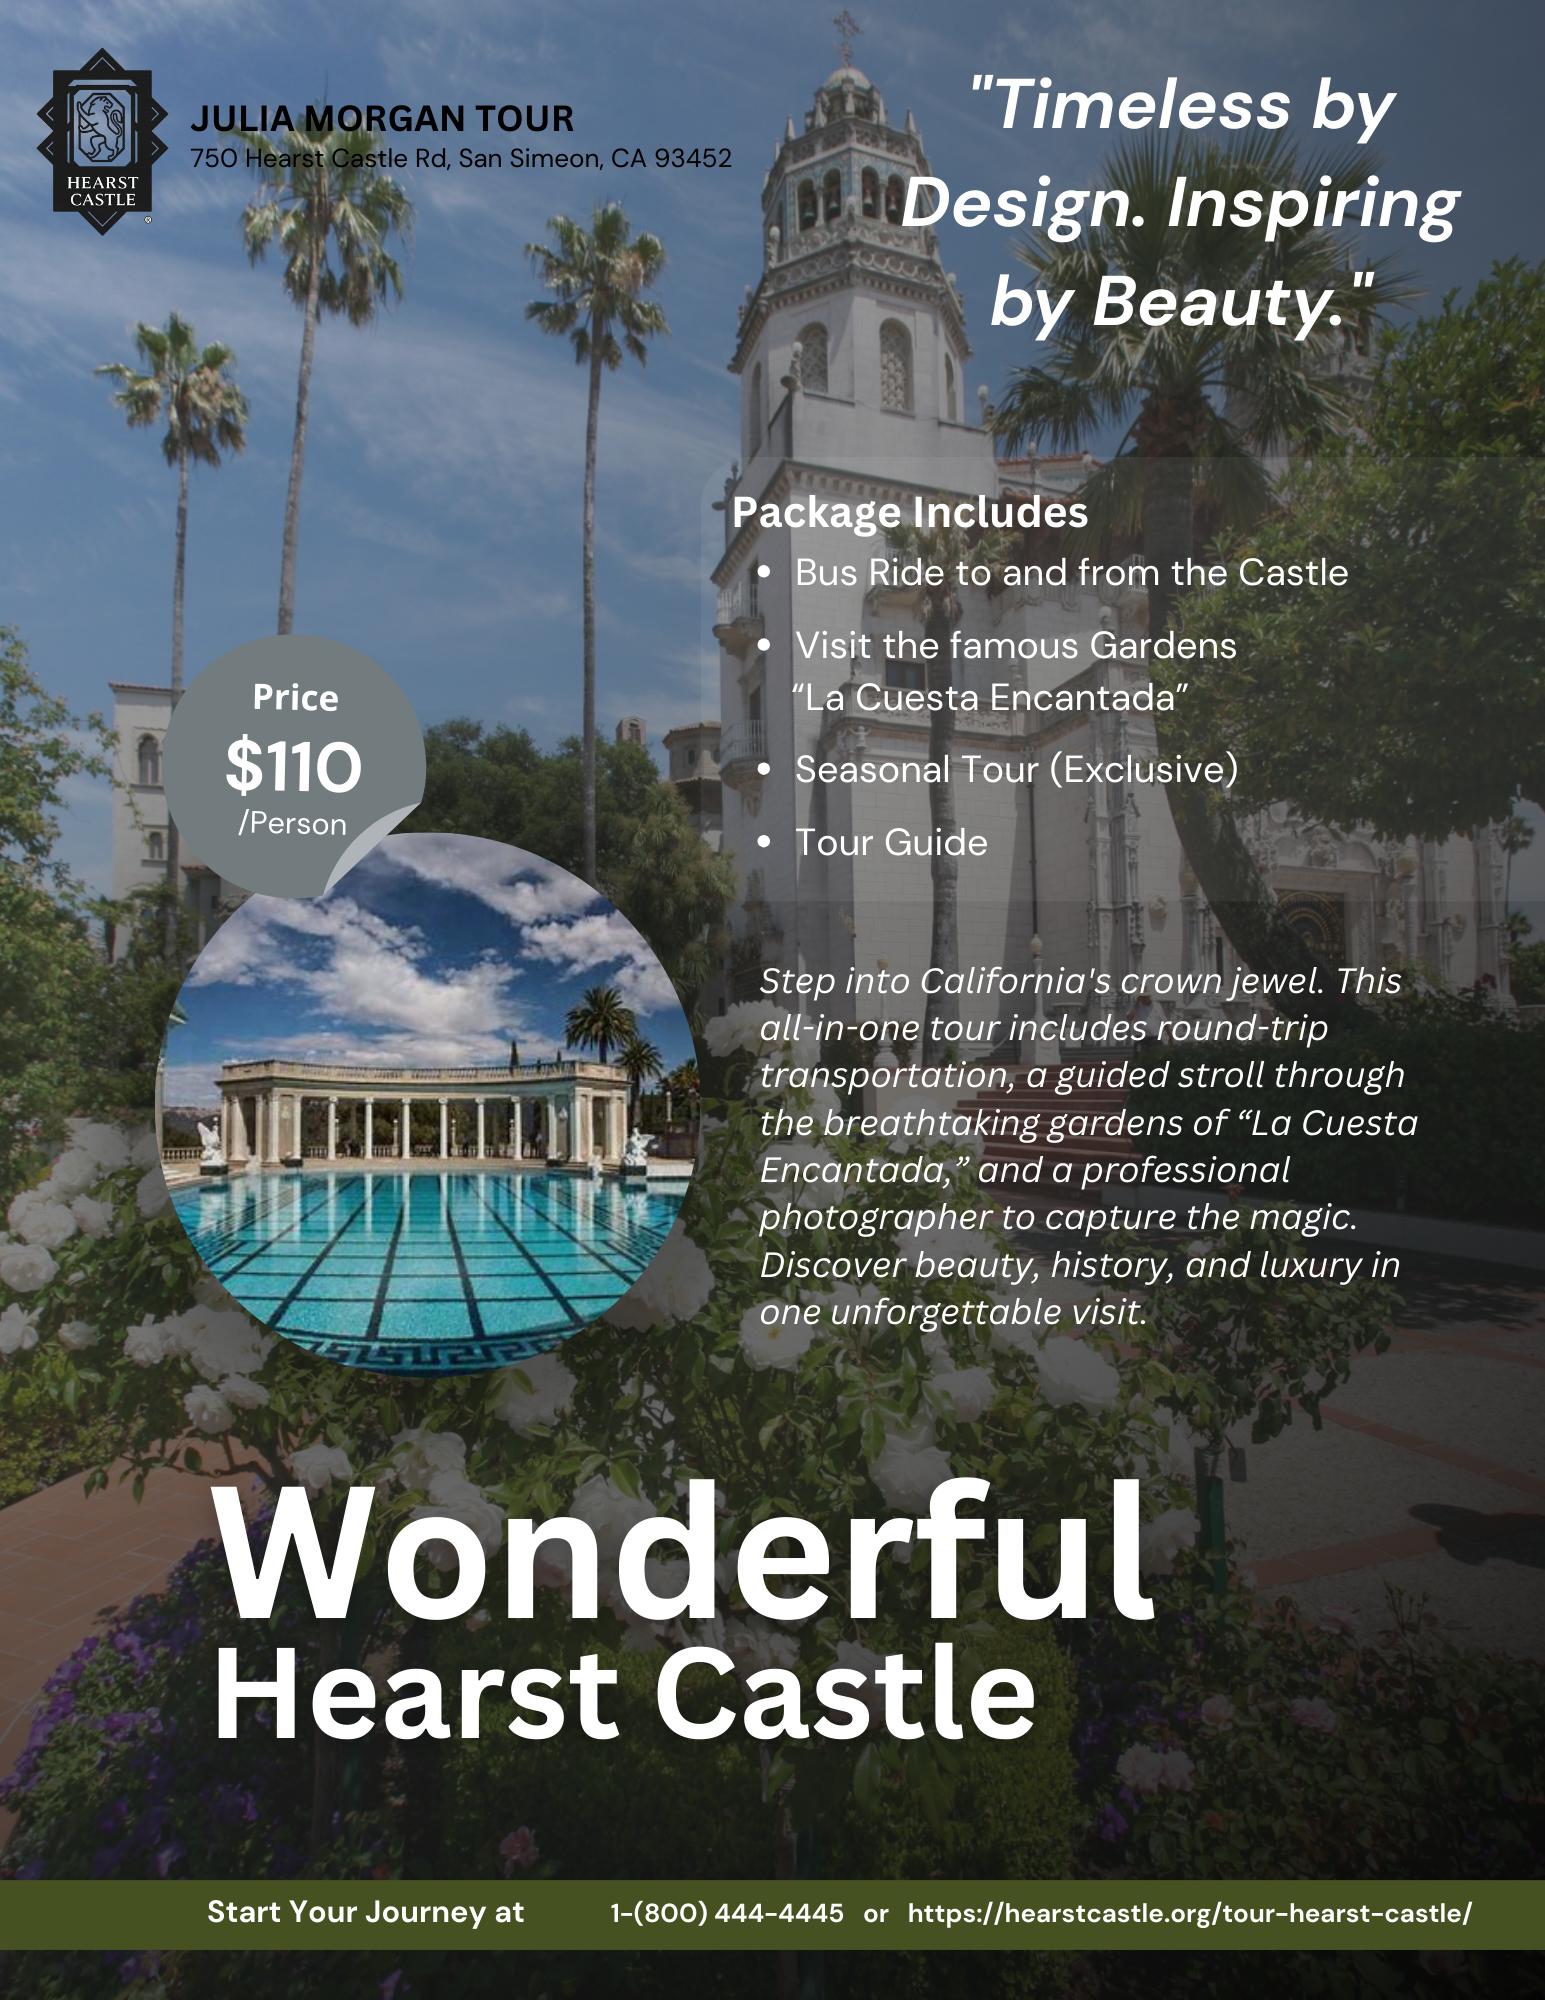 HEARST
CASTLE
®
JULIA MORGAN TOUR
750 Hearst Castle Rd, San Simeon, CA 93452
"Timeless by
Design. Inspiring
by Beauty."
Package Includes
• Bus Ride to and from the Castle
• Visit the famous Gardens
“La Cuesta Encantada”
• Seasonal Tour (Exclusive)
• Tour Guide
Price
$110
/Person
Step into California's crown jewel. This
all-in-one tour includes round-trip
transportation, a guided stroll through
the breathtaking gardens of “La Cuesta
Encantada,” and a professional
photographer to capture the magic.
Discover beauty, history, and luxury in
one unforgettable visit.
Wonderful
Hearst Castle
Start Your Journey at 1-(800) 444-4445 or https://hearstcastle.org/tour-hearst-castle/